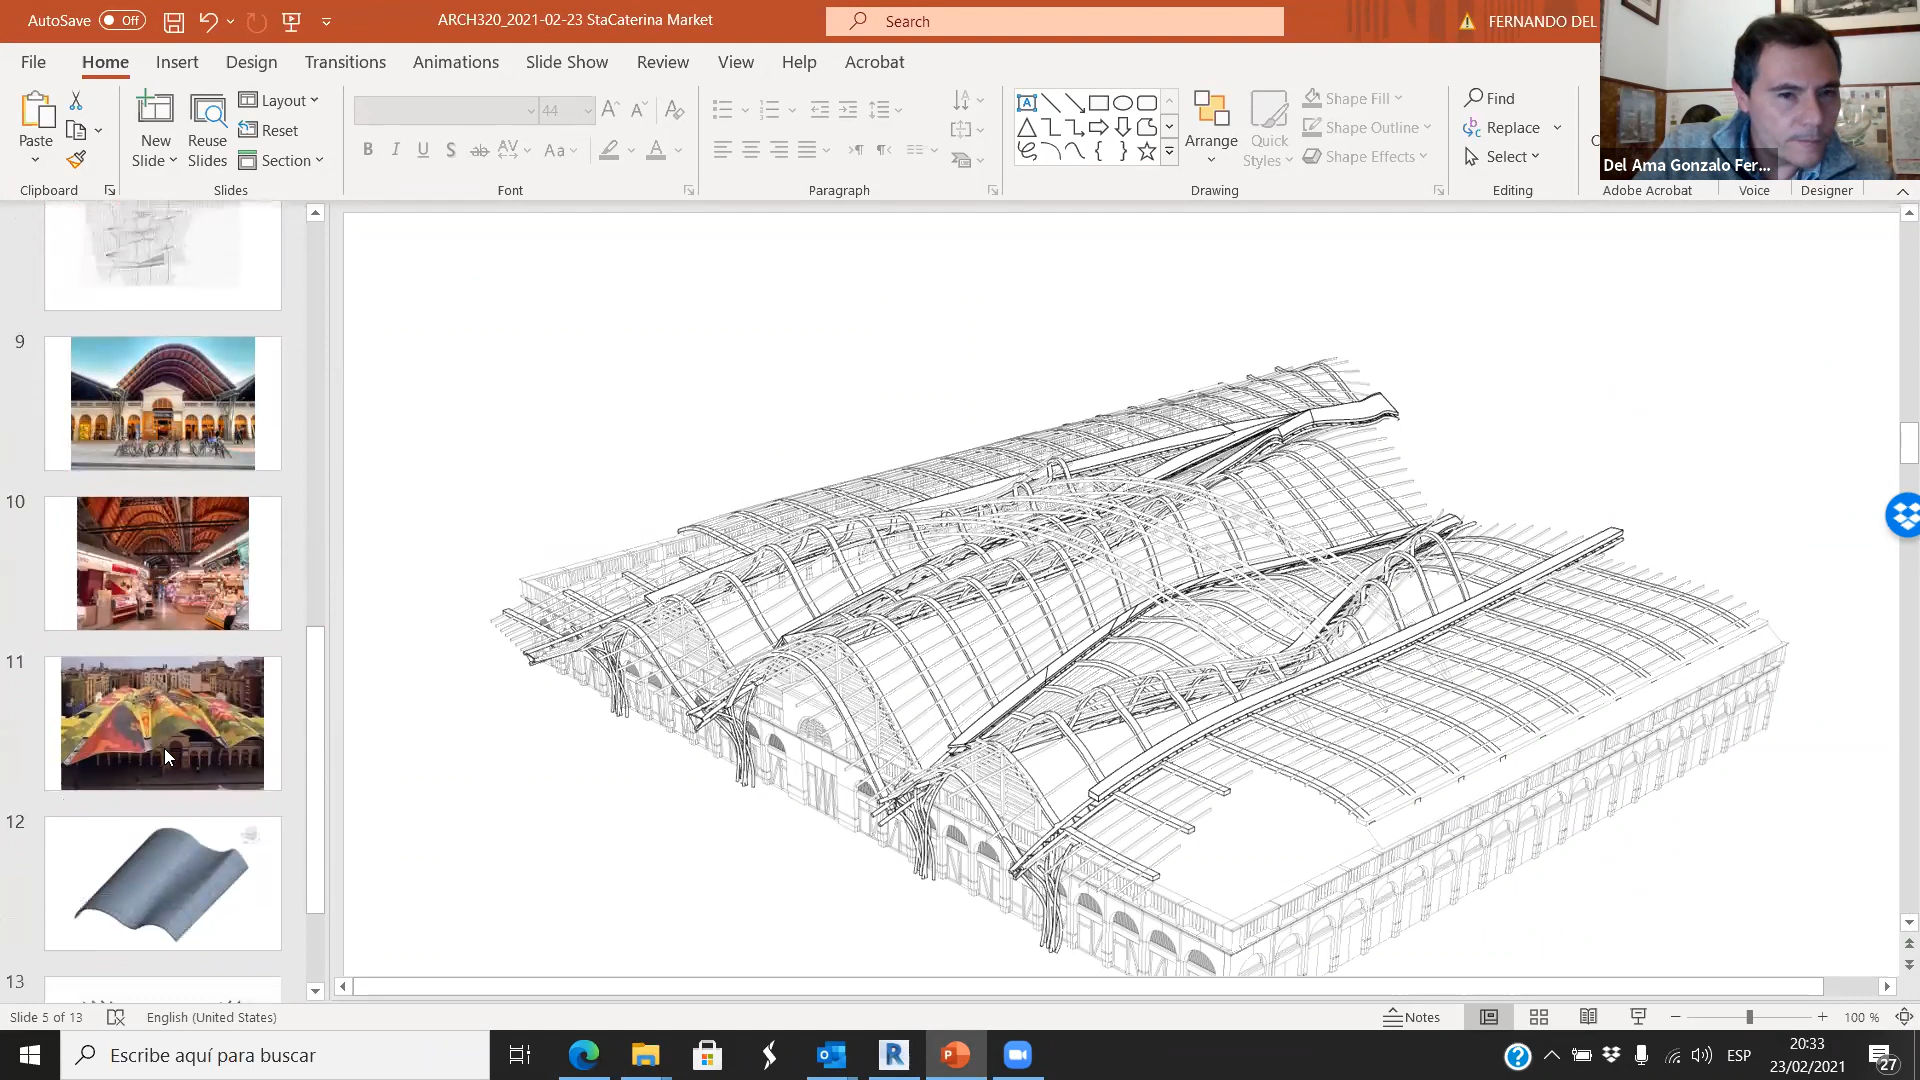 AutoSave Off ARCH320_2021-02-23 StaCaterina Market Search FERNANDO DEL
File Home Insert Design Transitions Animations Slide Show Review View Help Acrobat
Paste New Slide Reuse Slides Layout Reset Section
44
B I U S ab AV Aa A
Arrange Quick Styles Shape Fill Shape Outline Shape Effects
Find
Replace
Select
Del Ama Gonzalo Fer...
Clipboard Slides Font Paragraph Drawing Editing Adobe Acrobat Voice Designer
9
10
11
12
13
Slide 5 of 13 English (United States) Notes 100 %
Escribe aquí para buscar
ESP
20:33
23/02/2021
27